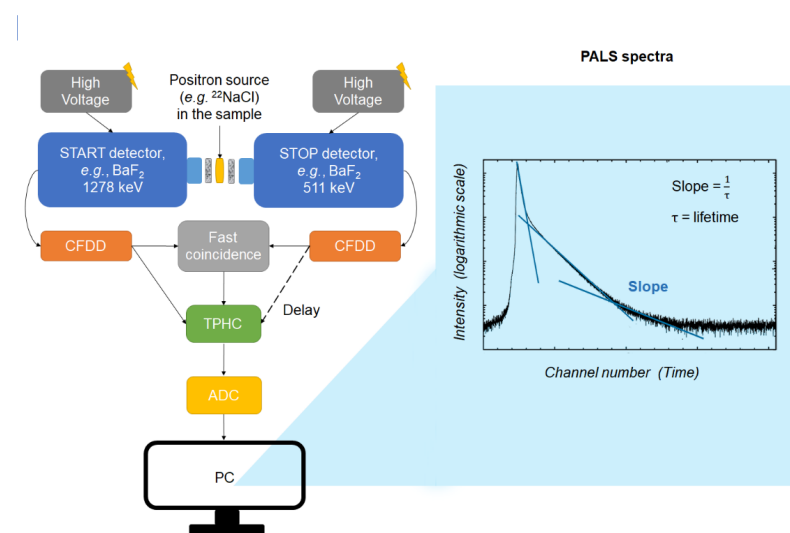 PALS spectra
High
Voltage
Positron source
(e.g. ²²NaCl)
in the sample
High
Voltage
START detector,
e.g., BaF₂
1278 keV
STOP detector,
e.g., BaF₂
511 keV
CFDD
Fast
coincidence
CFDD
Delay
TPHC
ADC
PC
Intensity (logarithmic scale)
Slope = 1/τ
τ = lifetime
Slope
Channel number (Time)